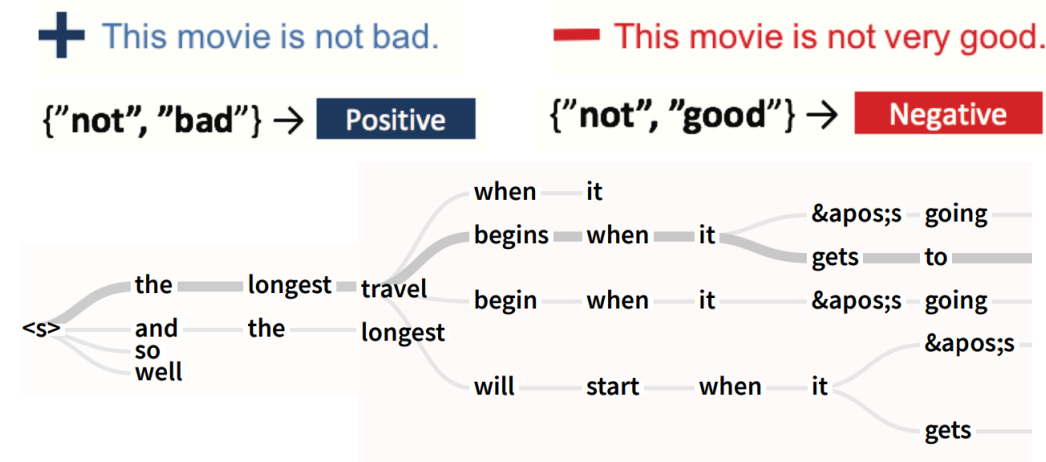 This movie is not bad.
This movie is not very good.
{”not”, ”bad”} → Positive
{”not”, ”good”} → Negative
when it
&apos;s going
begins when it
gets to
the longest travel
begin when it &apos;s going
<s> and the longest
so
&apos;s
well
will start when it
gets